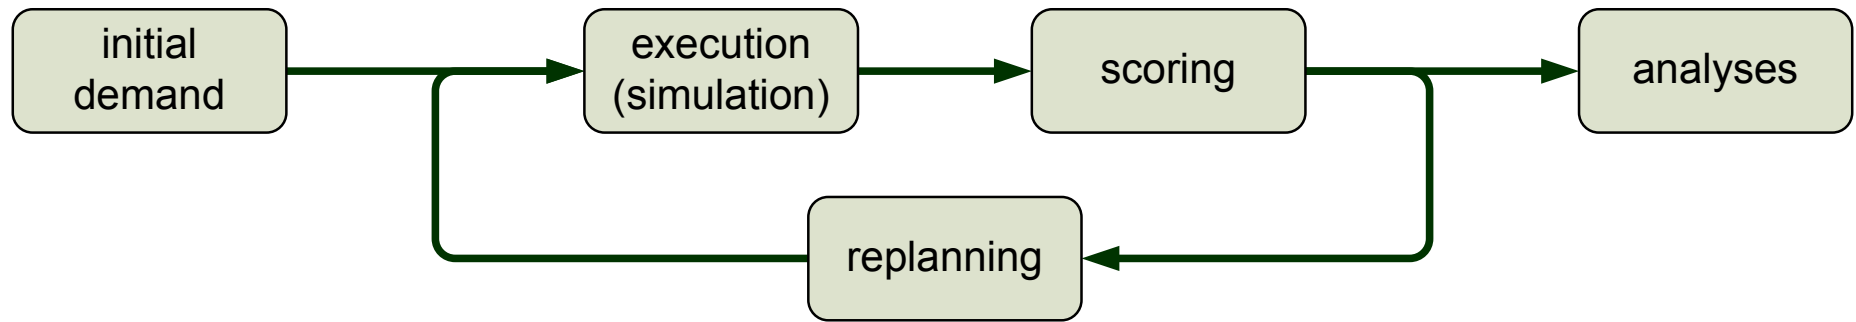 initial
demand
execution
(simulation)
scoring
analyses
replanning